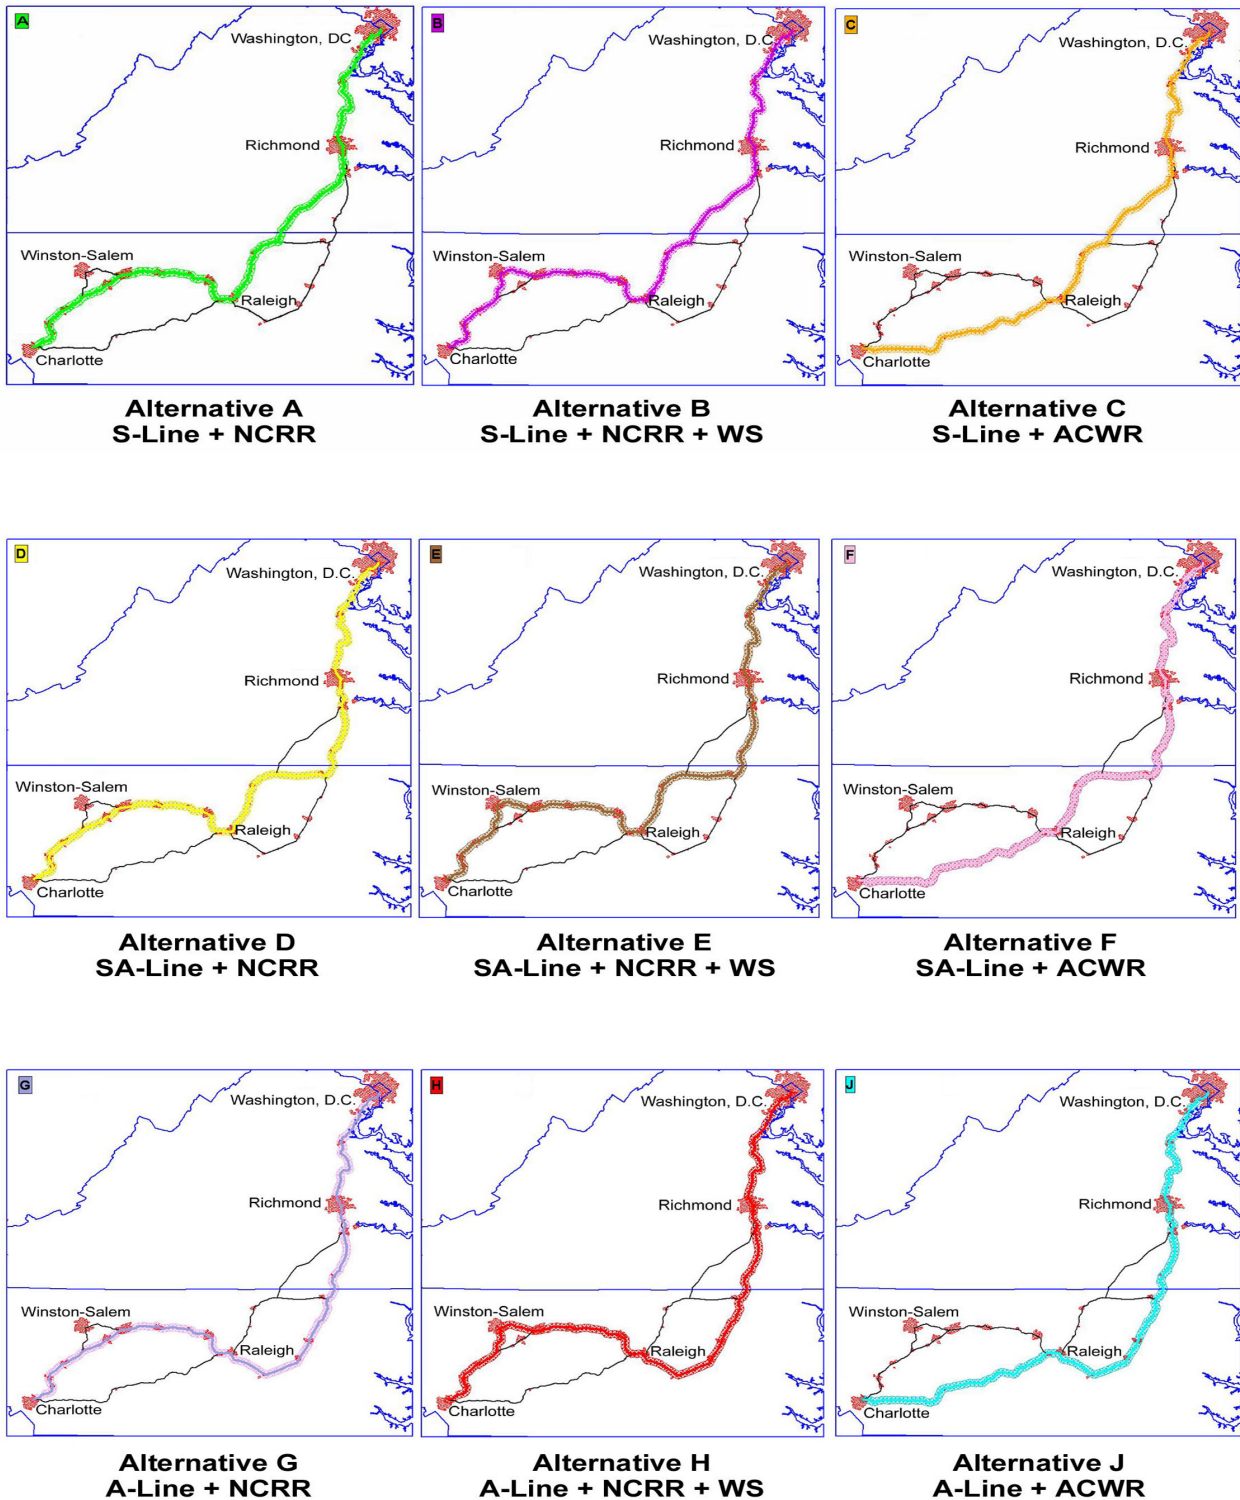 A
Washington, DC
Richmond
Winston-Salem
Raleigh
Charlotte
Alternative A
S-Line + NCRR
B
Washington, D.C.
Richmond
Winston-Salem
Raleigh
Charlotte
Alternative B
S-Line + NCRR + WS
C
Washington, D.C.
Richmond
Winston-Salem
Raleigh
Charlotte
Alternative C
S-Line + ACWR
D
Washington, D.C.
Richmond
Winston-Salem
Raleigh
Charlotte
Alternative D
SA-Line + NCRR
E
Washington, D.C.
Richmond
Winston-Salem
Raleigh
Charlotte
Alternative E
SA-Line + NCRR + WS
F
Washington, D.C.
Richmond
Winston-Salem
Raleigh
Charlotte
Alternative F
SA-Line + ACWR
G
Washington, D.C.
Richmond
Winston-Salem
Raleigh
Charlotte
Alternative G
A-Line + NCRR
H
Washington, D.C.
Richmond
Winston-Salem
Raleigh
Charlotte
Alternative H
A-Line + NCRR + WS
J
Washington, D.C.
Richmond
Winston-Salem
Raleigh
Charlotte
Alternative J
A-Line + ACWR